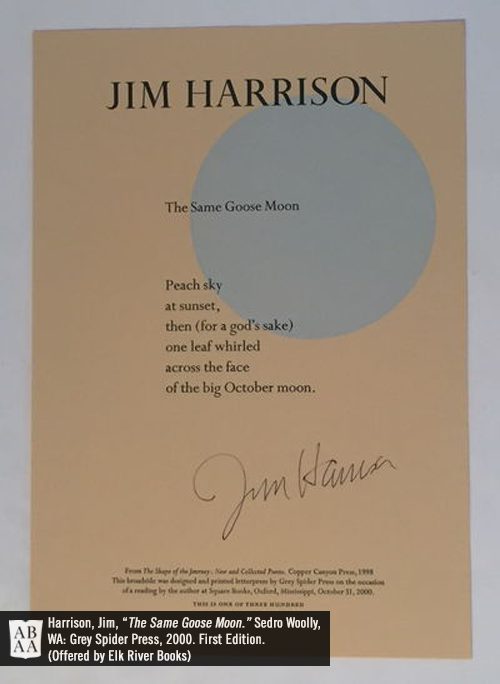 JIM HARRISON
The Same Goose Moon
Peach sky
at sunset,
then (for a god's sake)
one leaf whirled
across the face
of the big October moon.
Jim Harrison
From The Shape of the Journey: New and Collected Poems. Copper Canyon Press, 1998
This broadside was designed and printed letterpress by Grey Spider Press on the occasion
of a reading by the author at Square Books, Oxford, Mississippi, October 31, 2000.
THIS IS ONE OF THREE HUNDRED
AB
AA
Harrison, Jim, "The Same Goose Moon." Sedro Woolly,
WA: Grey Spider Press, 2000. First Edition.
(Offered by Elk River Books)